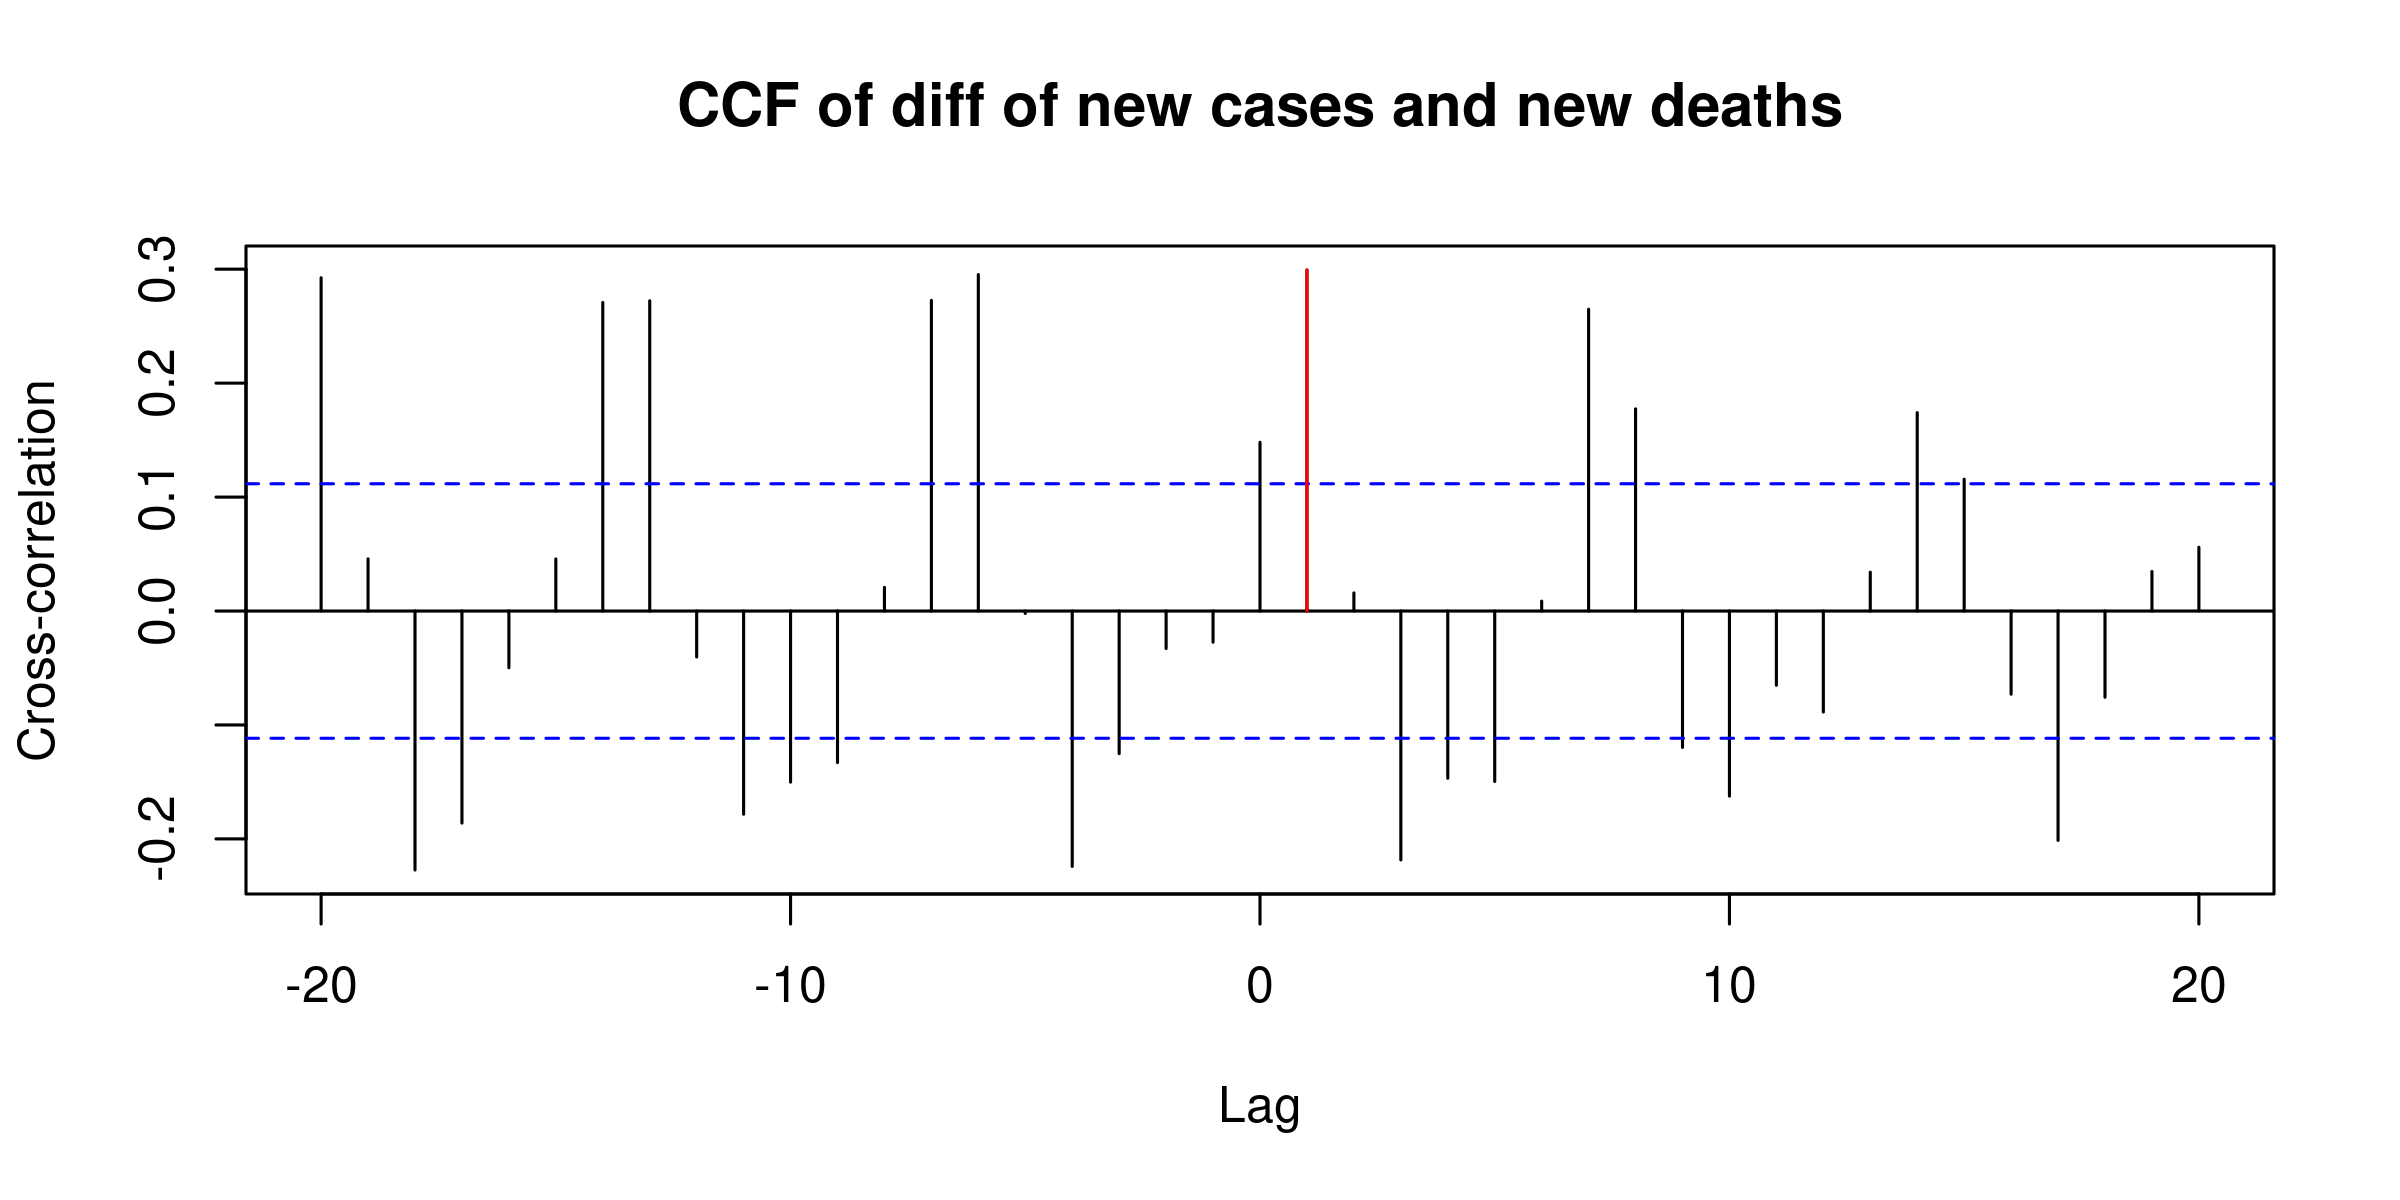 CCF of diff of new cases and new deaths
Cross-correlation
0.3
0.2
0.1
0.0
-0.2
-20 -10 0 10 20
Lag